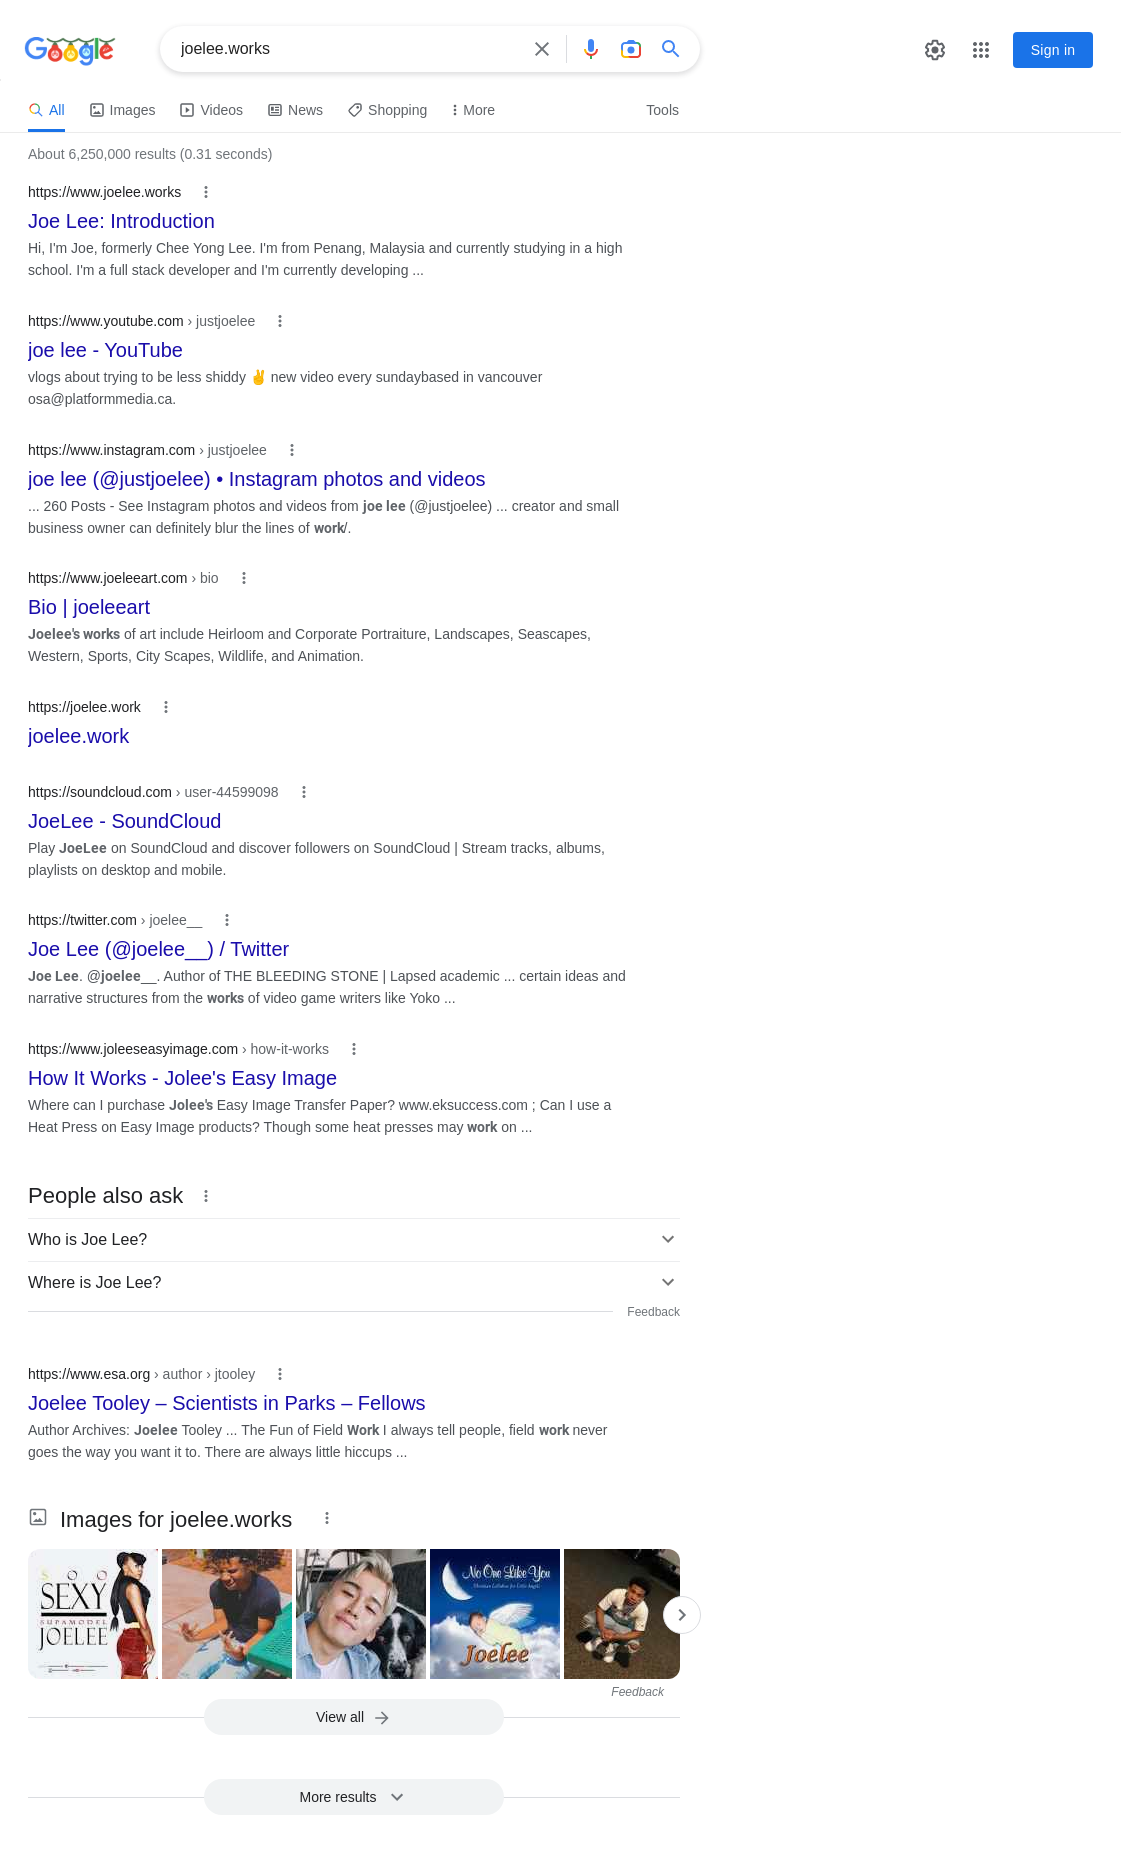 Google
joelee.works
Sign in
All
Images
Videos
News
Shopping
More
Tools
About 6,250,000 results (0.31 seconds)
https://www.joelee.works
Joe Lee: Introduction
Hi, I'm Joe, formerly Chee Yong Lee. I'm from Penang, Malaysia and currently studying in a high
school. I'm a full stack developer and I'm currently developing ...
https://www.youtube.com › justjoelee
joe lee - YouTube
vlogs about trying to be less shiddy ✌ new video every sundaybased in vancouver
osa@platformmedia.ca.
https://www.instagram.com › justjoelee
joe lee (@justjoelee) • Instagram photos and videos
... 260 Posts - See Instagram photos and videos from joe lee (@justjoelee) ... creator and small
business owner can definitely blur the lines of work/.
https://www.joeleeart.com › bio
Bio | joeleeart
Joelee's works of art include Heirloom and Corporate Portraiture, Landscapes, Seascapes,
Western, Sports, City Scapes, Wildlife, and Animation.
https://joelee.work
joelee.work
https://soundcloud.com › user-44599098
JoeLee - SoundCloud
Play JoeLee on SoundCloud and discover followers on SoundCloud | Stream tracks, albums,
playlists on desktop and mobile.
https://twitter.com › joelee__
Joe Lee (@joelee__) / Twitter
Joe Lee. @joelee__. Author of THE BLEEDING STONE | Lapsed academic ... certain ideas and
narrative structures from the works of video game writers like Yoko ...
https://www.joleeseasyimage.com › how-it-works
How It Works - Jolee's Easy Image
Where can I purchase Jolee's Easy Image Transfer Paper? www.eksuccess.com ; Can I use a
Heat Press on Easy Image products? Though some heat presses may work on ...
People also ask
Who is Joe Lee?
Where is Joe Lee?
Feedback
https://www.esa.org › author › jtooley
Joelee Tooley – Scientists in Parks – Fellows
Author Archives: Joelee Tooley ... The Fun of Field Work I always tell people, field work never
goes the way you want it to. There are always little hiccups ...
Images for joelee.works
SOO
SEXY
SUPAMODEL
JOELEE
No One Like You
Joelee
Feedback
View all
More results